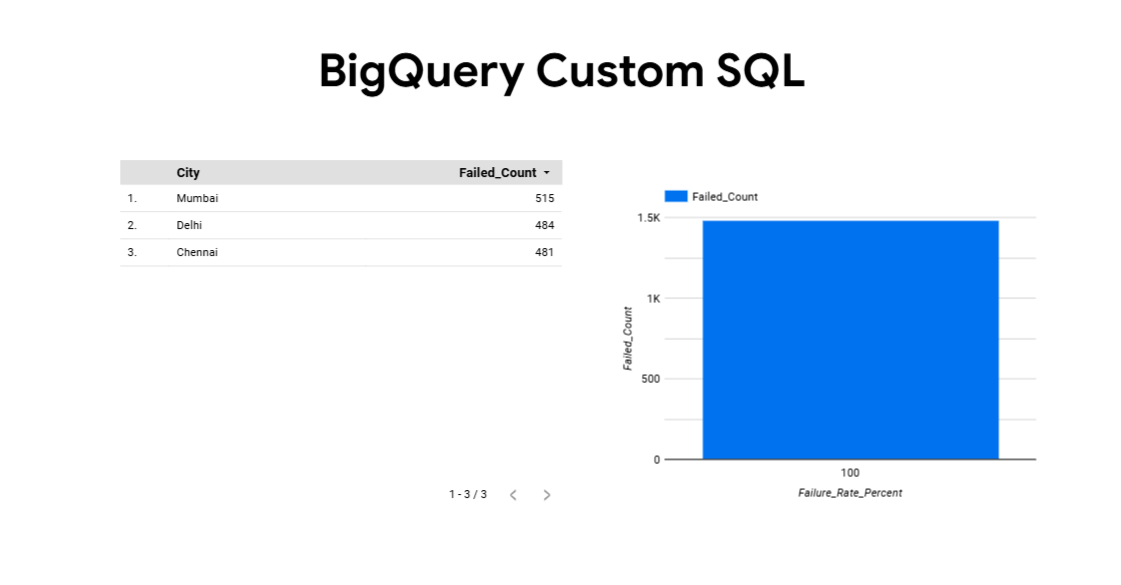 BigQuery Custom SQL
City Failed_Count
1. Mumbai 515
2. Delhi 484
3. Chennai 481
1 - 3 / 3
Failed_Count
1.5K
1K
500
0
Failed_Count
100
Failure_Rate_Percent